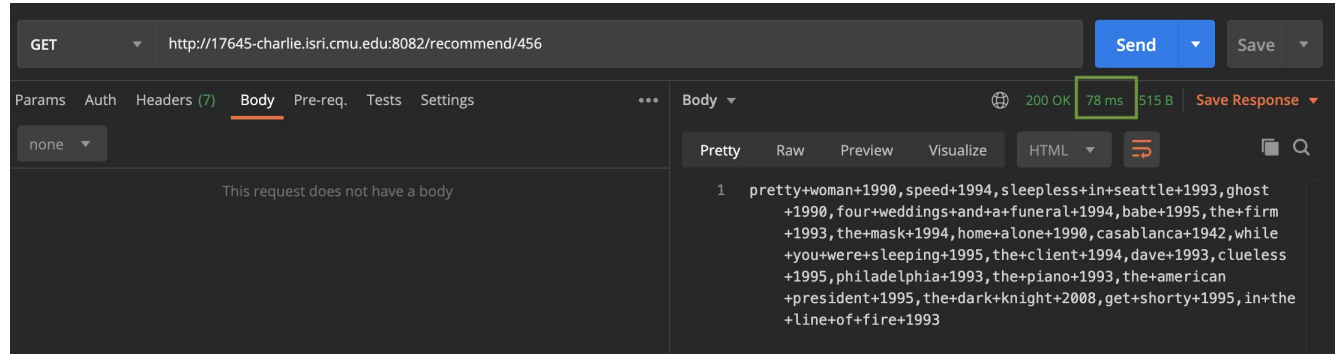 GET http://17645-charlie.isri.cmu.edu:8082/recommend/456 Send Save
Params Auth Headers (7) Body Pre-req. Tests Settings ••• Body 200 OK 78 ms 515 B Save Response
none Pretty Raw Preview Visualize HTML
This request does not have a body
1 pretty+woman+1990,speed+1994,sleepless+in+seattle+1993,ghost
+1990,four+weddings+and+a+funeral+1994,babe+1995,the+firm
+1993,the+mask+1994,home+alone+1990,casablanca+1942,while
+you+were+sleeping+1995,the+client+1994,dave+1993,clueless
+1995,philadelphia+1993,the+piano+1993,the+american
+president+1995,the+dark+knight+2008,get+shorty+1995,in+the
+line+of+fire+1993